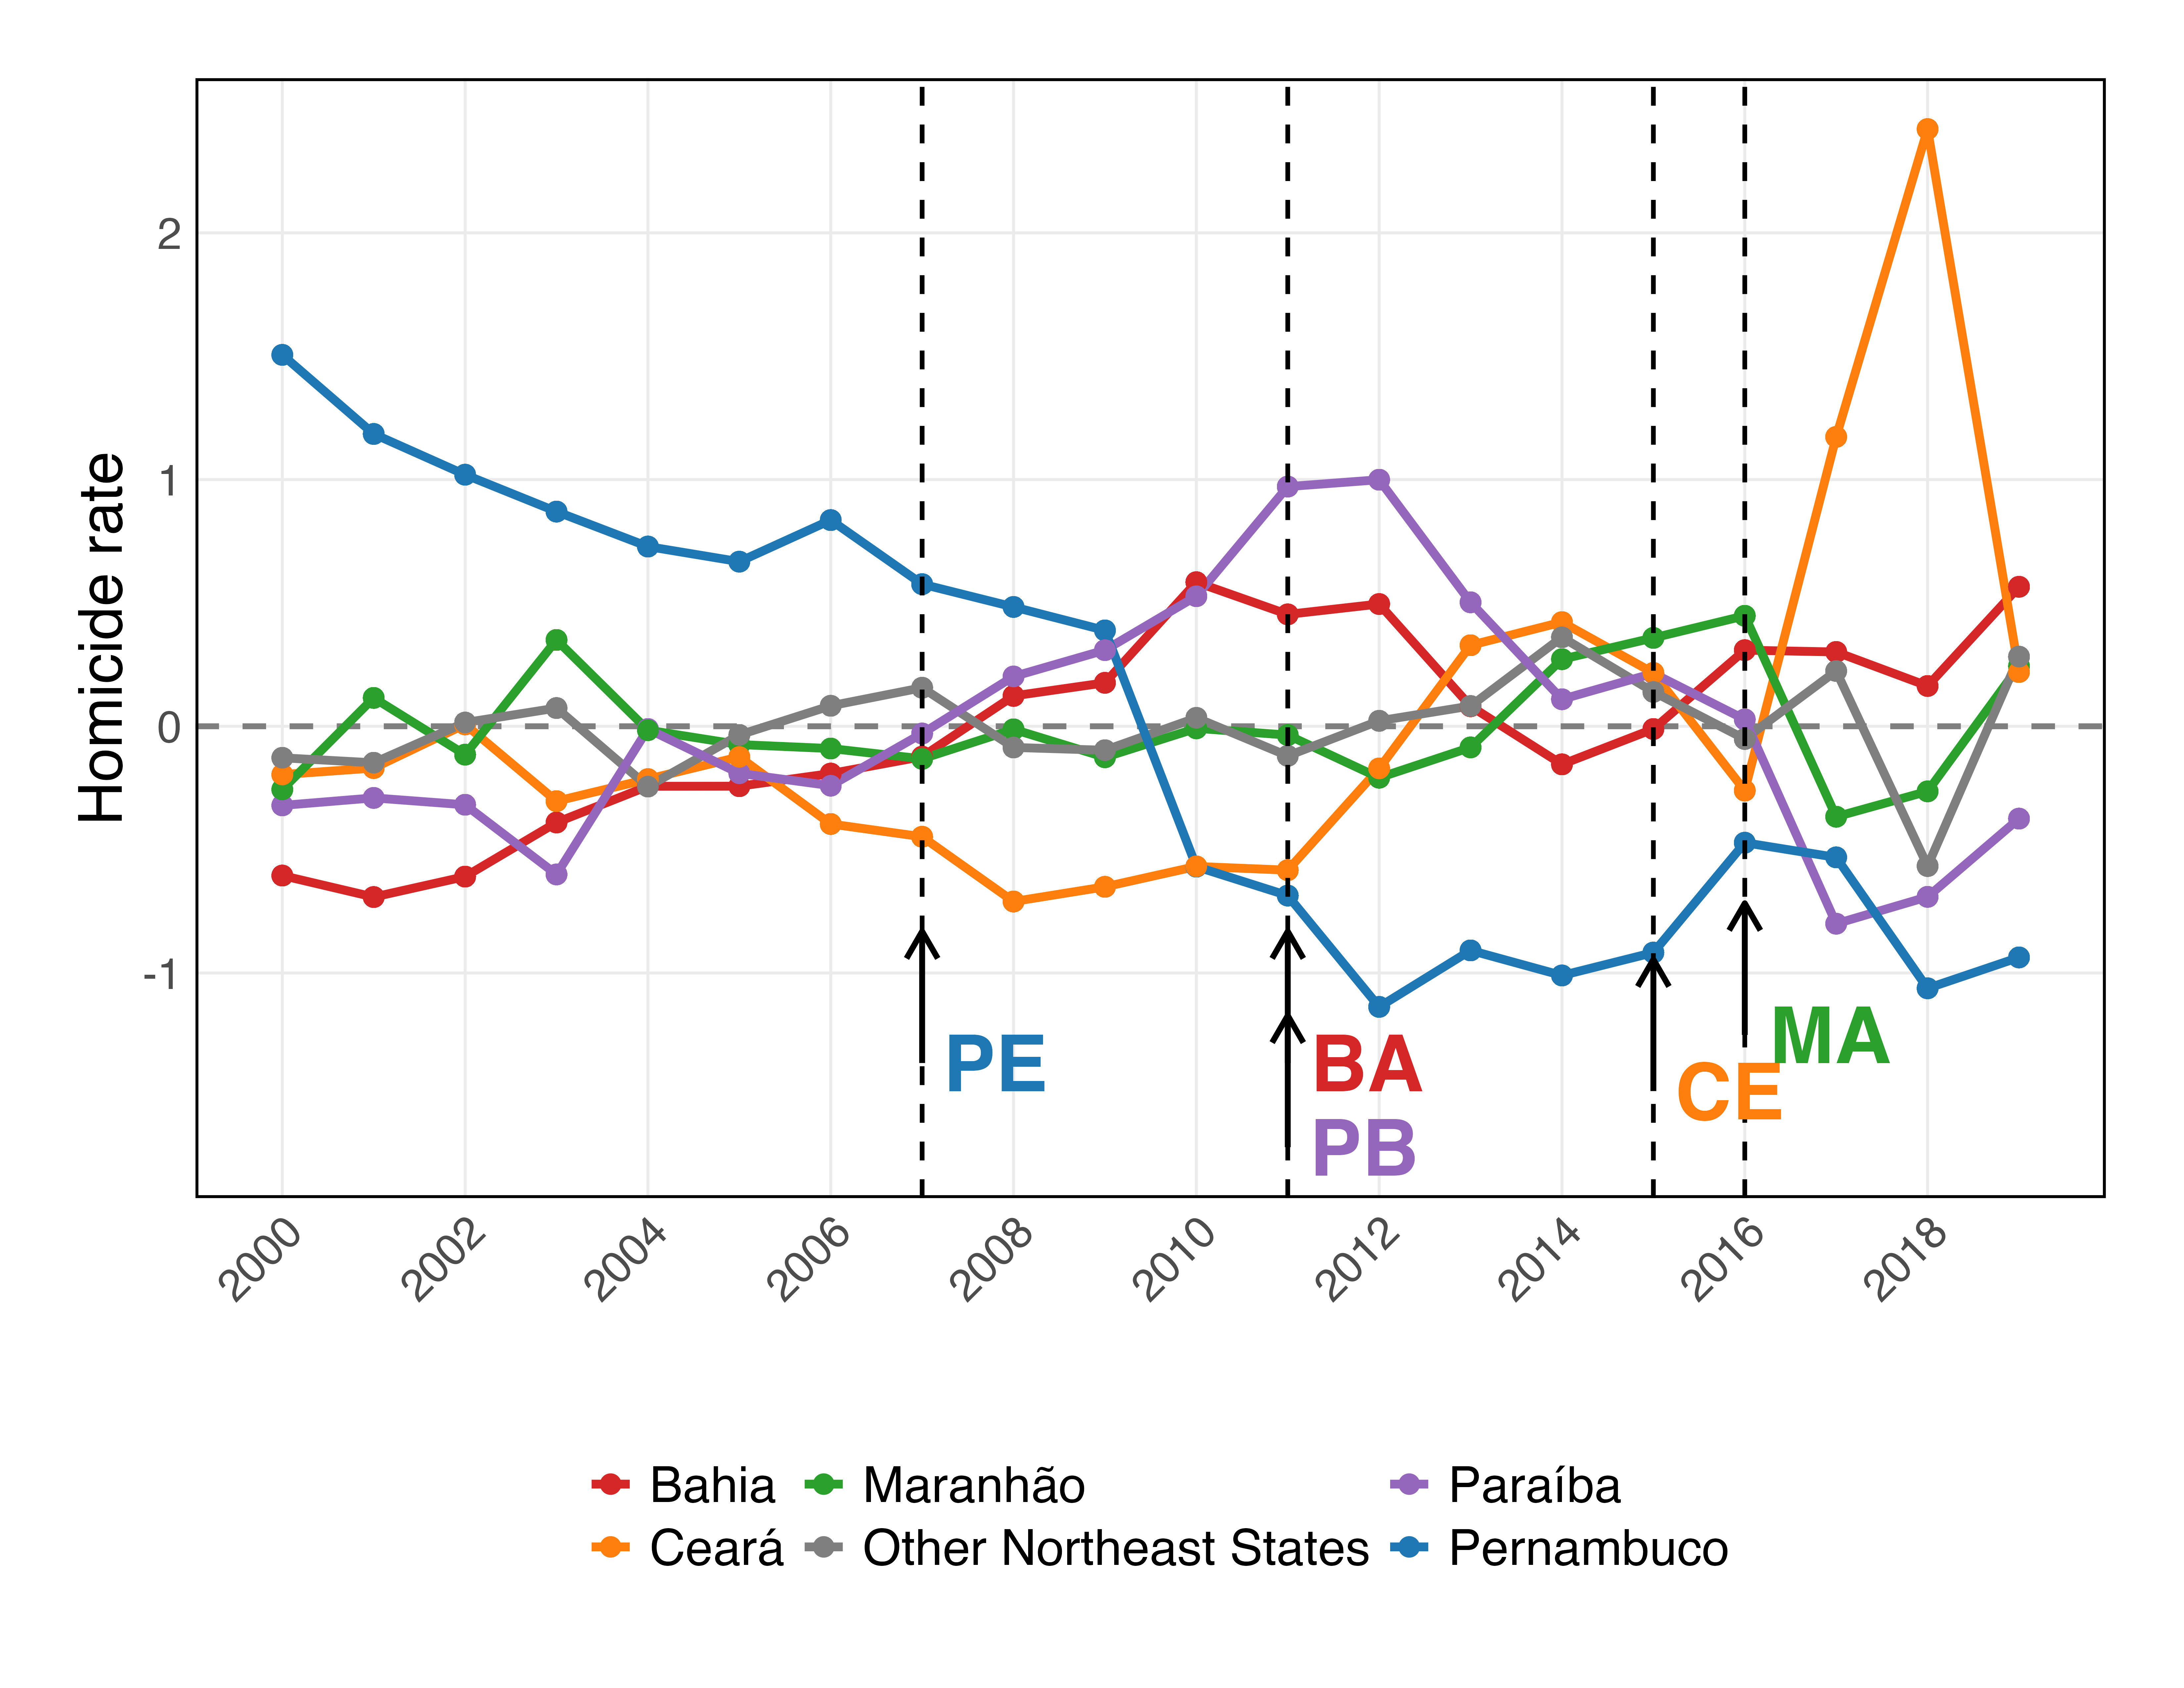 Homicide rate
2
1
0
-1
PE
BA
PB
CE
MA
2000 2002 2004 2006 2008 2010 2012 2014 2016 2018
Bahia Maranhão Paraíba
Ceará Other Northeast States Pernambuco